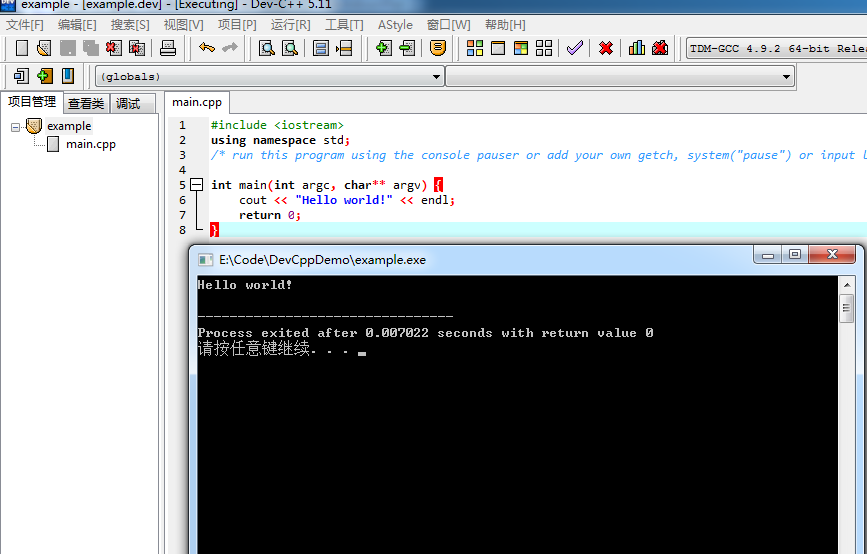 example - [example.dev] - [Executing] - Dev-C++ 5.11
文件[F] 编辑[E] 搜索[S] 视图[V] 项目[P] 运行[R] 工具[T] AStyle 窗口[W] 帮助[H]
TDM-GCC 4.9.2 64-bit Relea
(globals)
项目管理 查看类 调试
main.cpp
example
main.cpp
1 #include <iostream>
2 using namespace std;
3 /* run this program using the console pauser or add your own getch, system("pause") or input l
4
5 int main(int argc, char** argv) {
6 cout << "Hello world!" << endl;
7 return 0;
8 }
E:\Code\DevCppDemo\example.exe
Hello world!
--------------------------------
Process exited after 0.007022 seconds with return value 0
请按任意键继续. . .